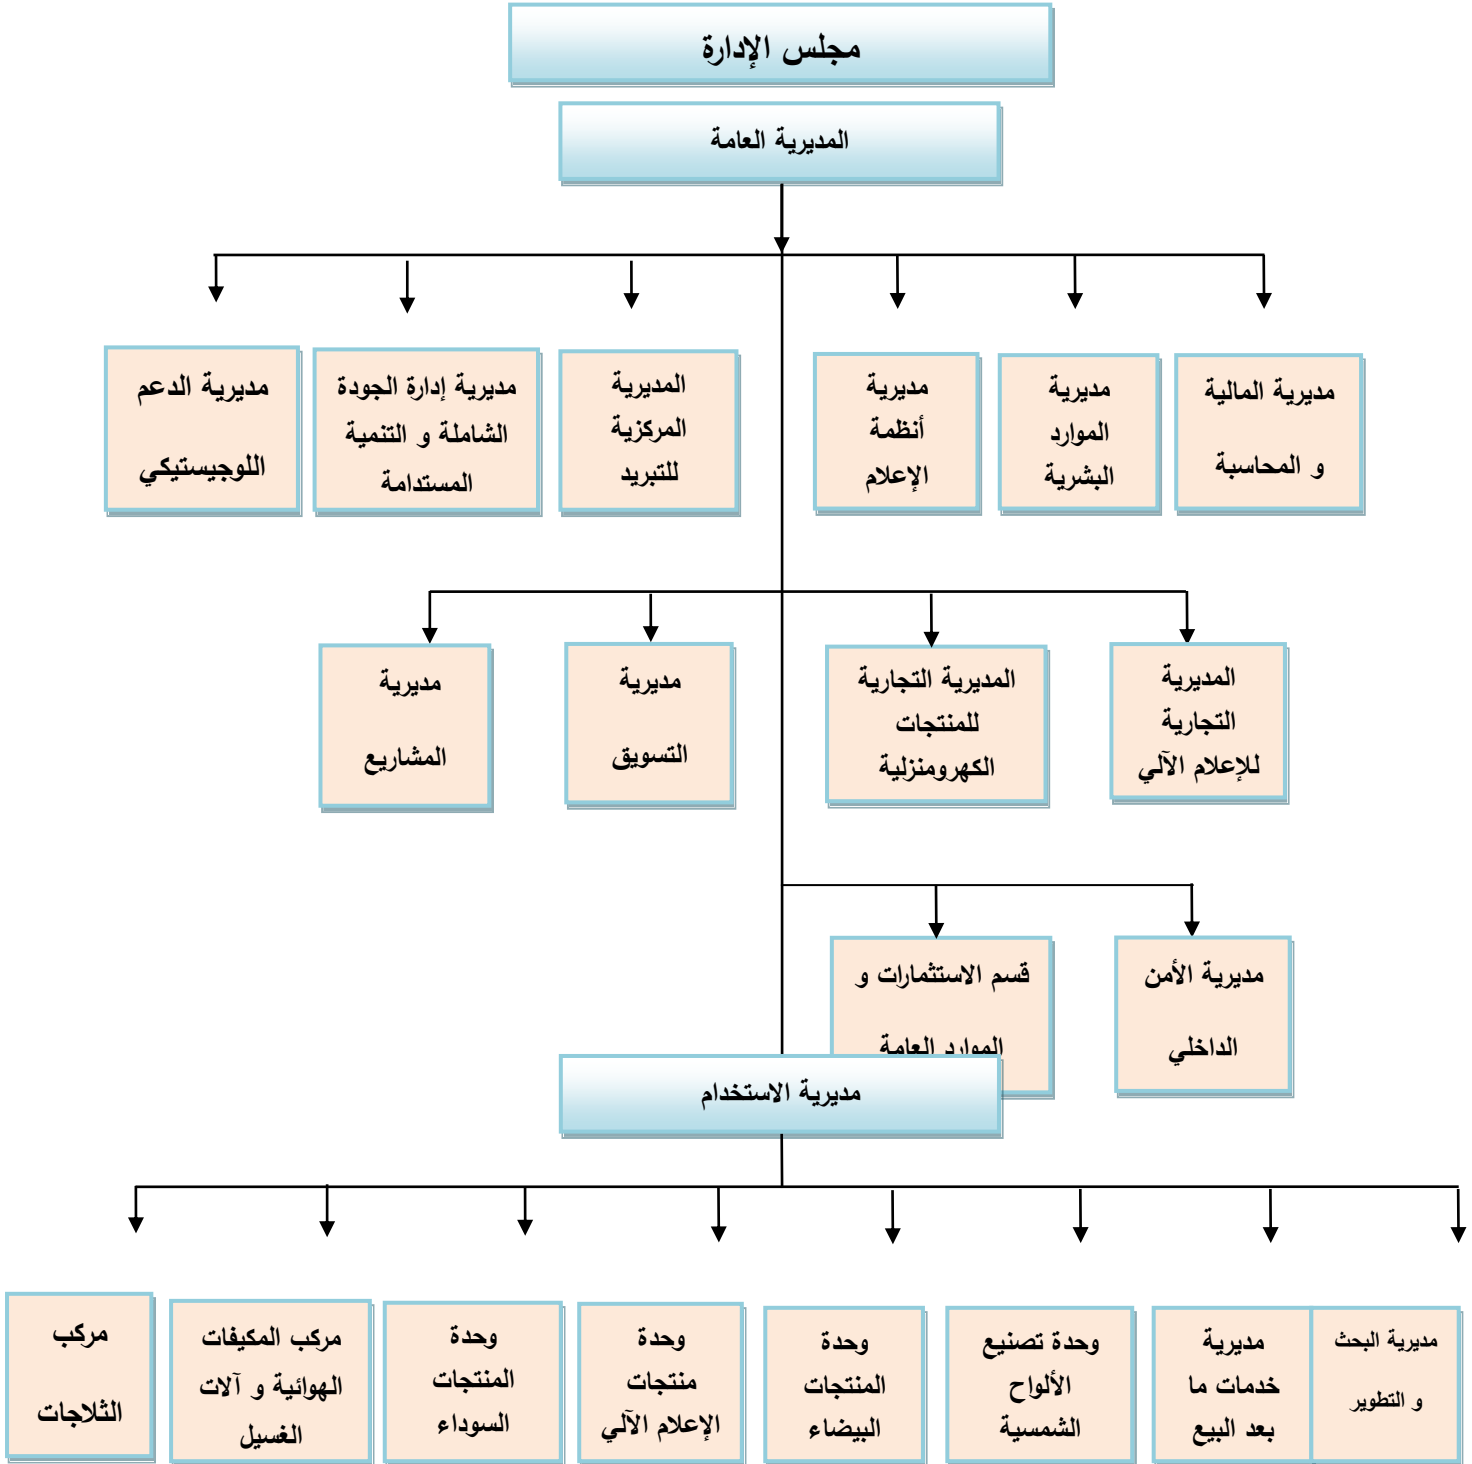 مجلس الإدارة
المديرية العامة
مديرية المالية
و المحاسبة
مديرية
الموارد
البشرية
مديرية
أنظمة
الإعلام
المديرية
المركزية
للتبريد
مديرية إدارة الجودة
الشاملة و التنمية
المستدامة
مديرية الدعم
اللوجيستيكي
المديرية
التجارية
للإعلام الآلي
المديرية التجارية
للمنتجات
الكهرومنزلية
مديرية
التسويق
مديرية
المشاريع
مديرية الأمن
الداخلي
قسم الاستثمارات و
الموارد العامة
مديرية الاستخدام
مديرية البحث
و التطوير
مديرية
خدمات ما
بعد البيع
وحدة تصنيع
الألواح
الشمسية
وحدة
المنتجات
البيضاء
وحدة
منتجات
الإعلام الآلي
وحدة
المنتجات
السوداء
مركب المكيفات
الهوائية و آلات
الغسيل
مركب
الثلاجات